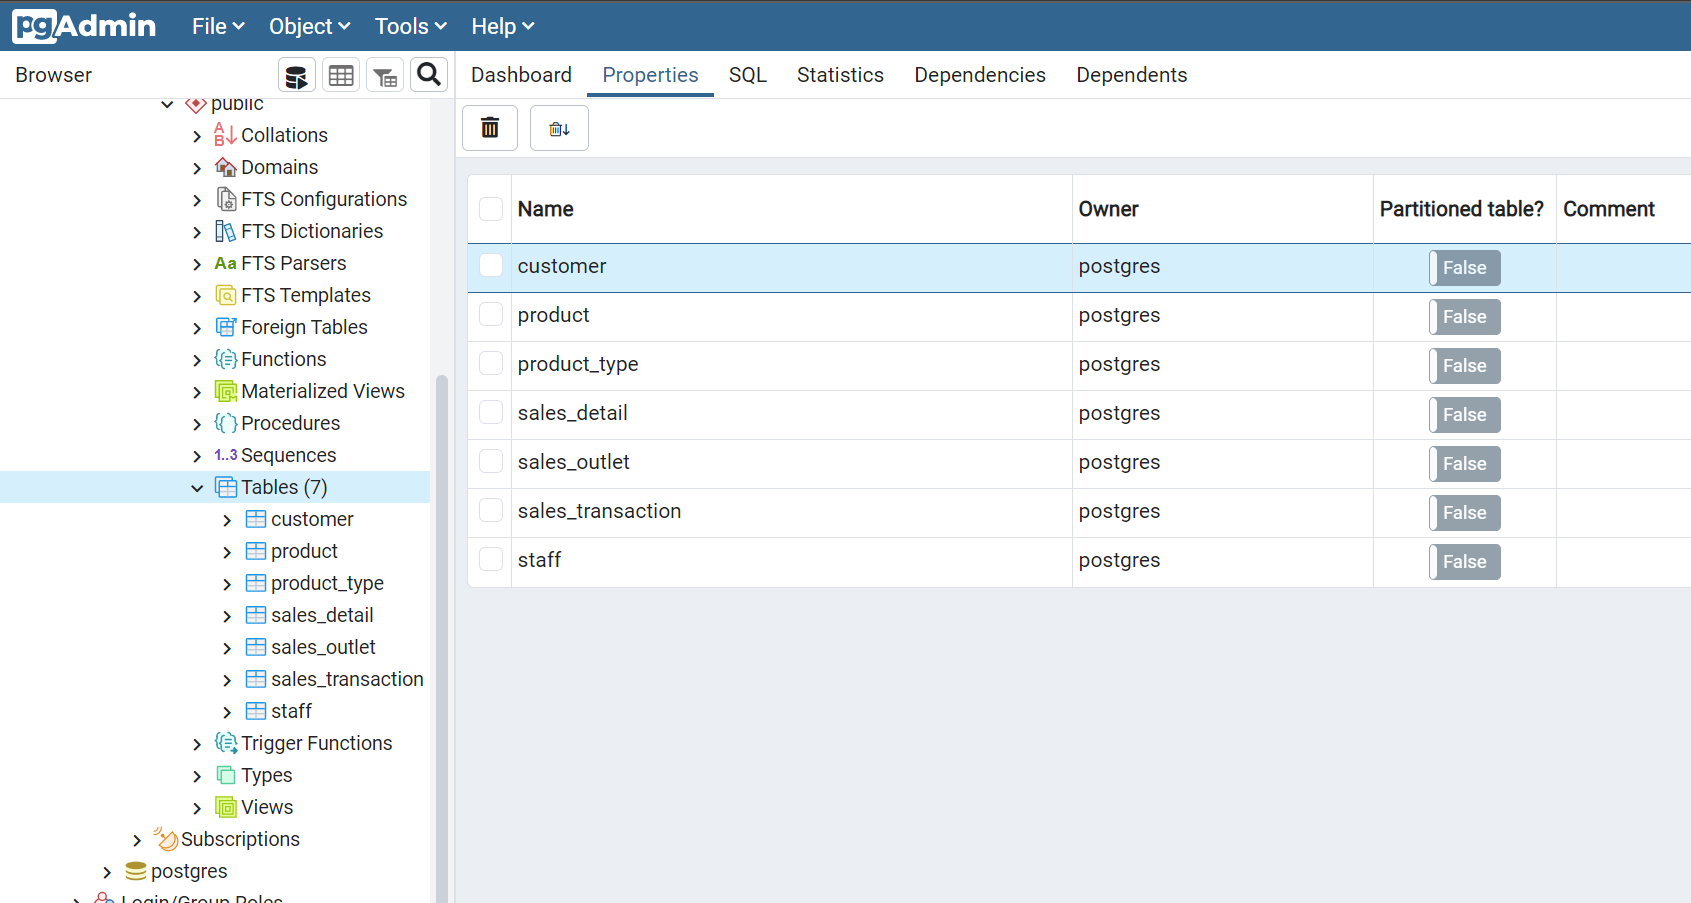 pgAdmin File Object Tools Help
Browser
Dashboard Properties SQL Statistics Dependencies Dependents
public
Collations
Domains
FTS Configurations
FTS Dictionaries
Aa FTS Parsers
FTS Templates
Foreign Tables
Functions
Materialized Views
Procedures
1..3 Sequences
Tables (7)
customer
product
product_type
sales_detail
sales_outlet
sales_transaction
staff
Trigger Functions
Types
Views
Subscriptions
postgres
Login/Group Roles
Name Owner Partitioned table? Comment
customer postgres False
product postgres False
product_type postgres False
sales_detail postgres False
sales_outlet postgres False
sales_transaction postgres False
staff postgres False